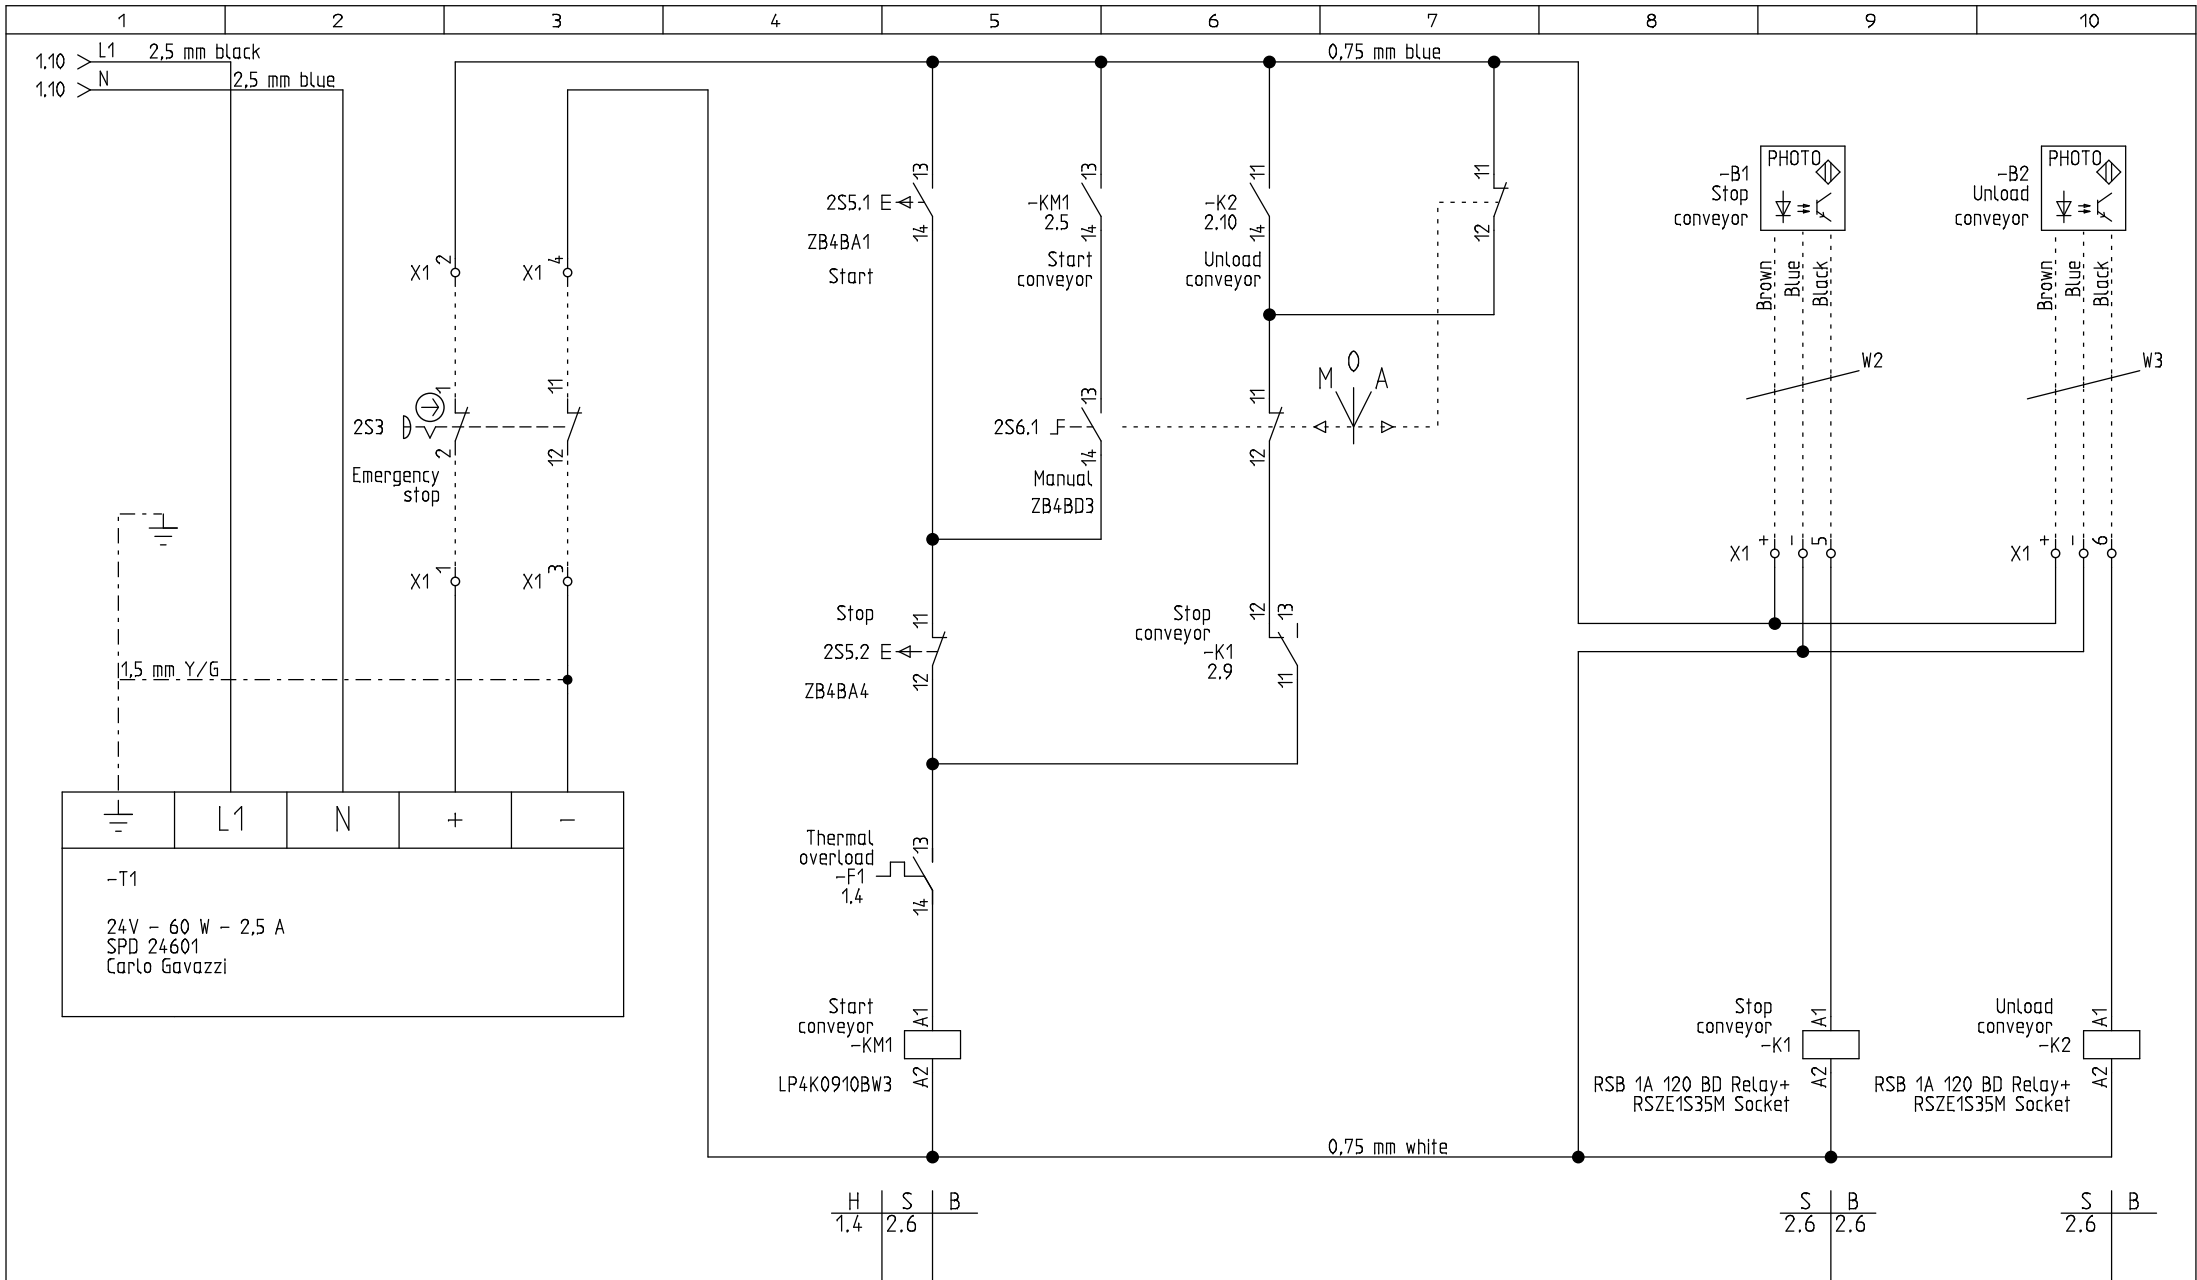 1 2 3 4 5 6 7 8 9 10
1.10 L1 2,5 mm black
1.10 N 2,5 mm blue
0,75 mm blue
13
2S5.1
14
ZB4BA1
Start
13
-KM1
2.5
14
Start
conveyor
11
-K2
2.10
14
Unload
conveyor
11
12
-B1
Stop
conveyor
PHOTO
Brown
Blue
Black
W2
-B2
Unload
conveyor
PHOTO
Brown
Blue
Black
W3
X1 2
X1 4
1
11
2S3
2
12
Emergency
stop
X1 1
X1 3
13
2S6.1
14
Manual
ZB4BD3
11
12
M 0 A
X1 + - 5
X1 + - 6
Stop
11
2S5.2
12
ZB4BA4
12 13
Stop
conveyor
-K1
2.9
11
1,5 mm Y/G
L1 N + -
-T1
24V - 60 W - 2,5 A
SPD 24601
Carlo Gavazzi
Thermal
overload
-F1
1.4
13
14
Start
conveyor
-KM1
A1
A2
LP4K0910BW3
Stop
conveyor
-K1
A1
A2
RSB 1A 120 BD Relay+
RSZE1S35M Socket
Unload
conveyor
-K2
A1
A2
RSB 1A 120 BD Relay+
RSZE1S35M Socket
0,75 mm white
H S B
1.4 2.6
S B
2.6 2.6
S B
2.6